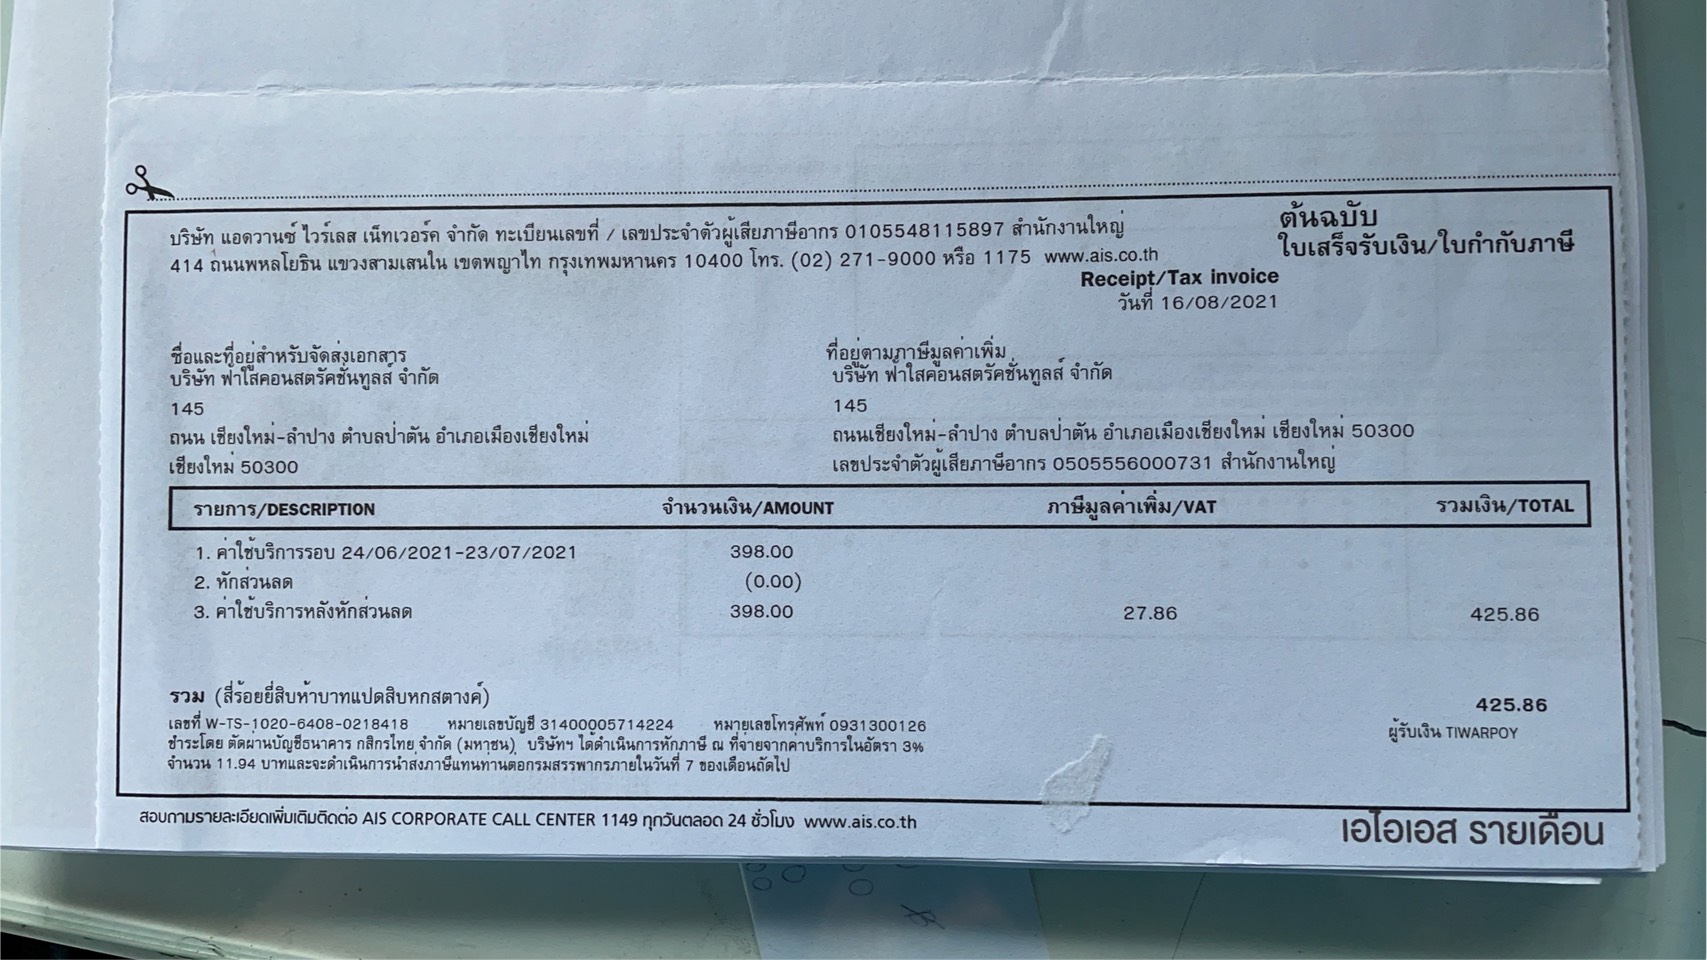 บริษัท แอดวานซ์ ไวร์เลส เน็ทเวอร์ค จำกัด ทะเบียนเลขที่ / เลขประจำตัวผู้เสียภาษีอากร 0105548115897 สำนักงานใหญ่
414 ถนนพหลโยธิน แขวงสามเสนใน เขตพญาไท กรุงเทพมหานคร 10400 โทร. (02) 271-9000 หรือ 1175 www.ais.co.th
ต้นฉบับ
ใบเสร็จรับเงิน/ใบกำกับภาษี
Receipt/Tax invoice
วันที่ 16/08/2021
ชื่อและที่อยู่สำหรับจัดส่งเอกสาร
บริษัท ฟ้าใสคอนสตรัคชั่นทูลส์ จำกัด
145
ถนน เชียงใหม่-ลำปาง ตำบลป่าตัน อำเภอเมืองเชียงใหม่
เชียงใหม่ 50300
ที่อยู่ตามภาษีมูลค่าเพิ่ม
บริษัท ฟ้าใสคอนสตรัคชั่นทูลส์ จำกัด
145
ถนนเชียงใหม่-ลำปาง ตำบลป่าตัน อำเภอเมืองเชียงใหม่ เชียงใหม่ 50300
เลขประจำตัวผู้เสียภาษีอากร 0505556000731 สำนักงานใหญ่
รายการ/DESCRIPTION จำนวนเงิน/AMOUNT ภาษีมูลค่าเพิ่ม/VAT รวมเงิน/TOTAL
1. ค่าใช้บริการรอบ 24/06/2021-23/07/2021 398.00
2. หักส่วนลด (0.00)
3. ค่าใช้บริการหลังหักส่วนลด 398.00 27.86 425.86
รวม (สี่ร้อยยี่สิบห้าบาทแปดสิบหกสตางค์) 425.86
เลขที่ W-TS-1020-6408-0218418 หมายเลขบัญชี 31400005714224 หมายเลขโทรศัพท์ 0931300126
ผู้รับเงิน TIWARPOY
ชำระโดย ตัดผ่านบัญชีธนาคาร กสิกรไทย จำกัด (มหาชน) บริษัทฯ ได้ดำเนินการหักภาษี ณ ที่จ่ายจากค่าบริการในอัตรา 3%
จำนวน 11.94 บาทและจะดำเนินการนำส่งภาษีแทนท่านต่อกรมสรรพากรภายในวันที่ 7 ของเดือนถัดไป
สอบถามรายละเอียดเพิ่มเติมติดต่อ AIS CORPORATE CALL CENTER 1149 ทุกวันตลอด 24 ชั่วโมง www.ais.co.th
เอไอเอส รายเดือน